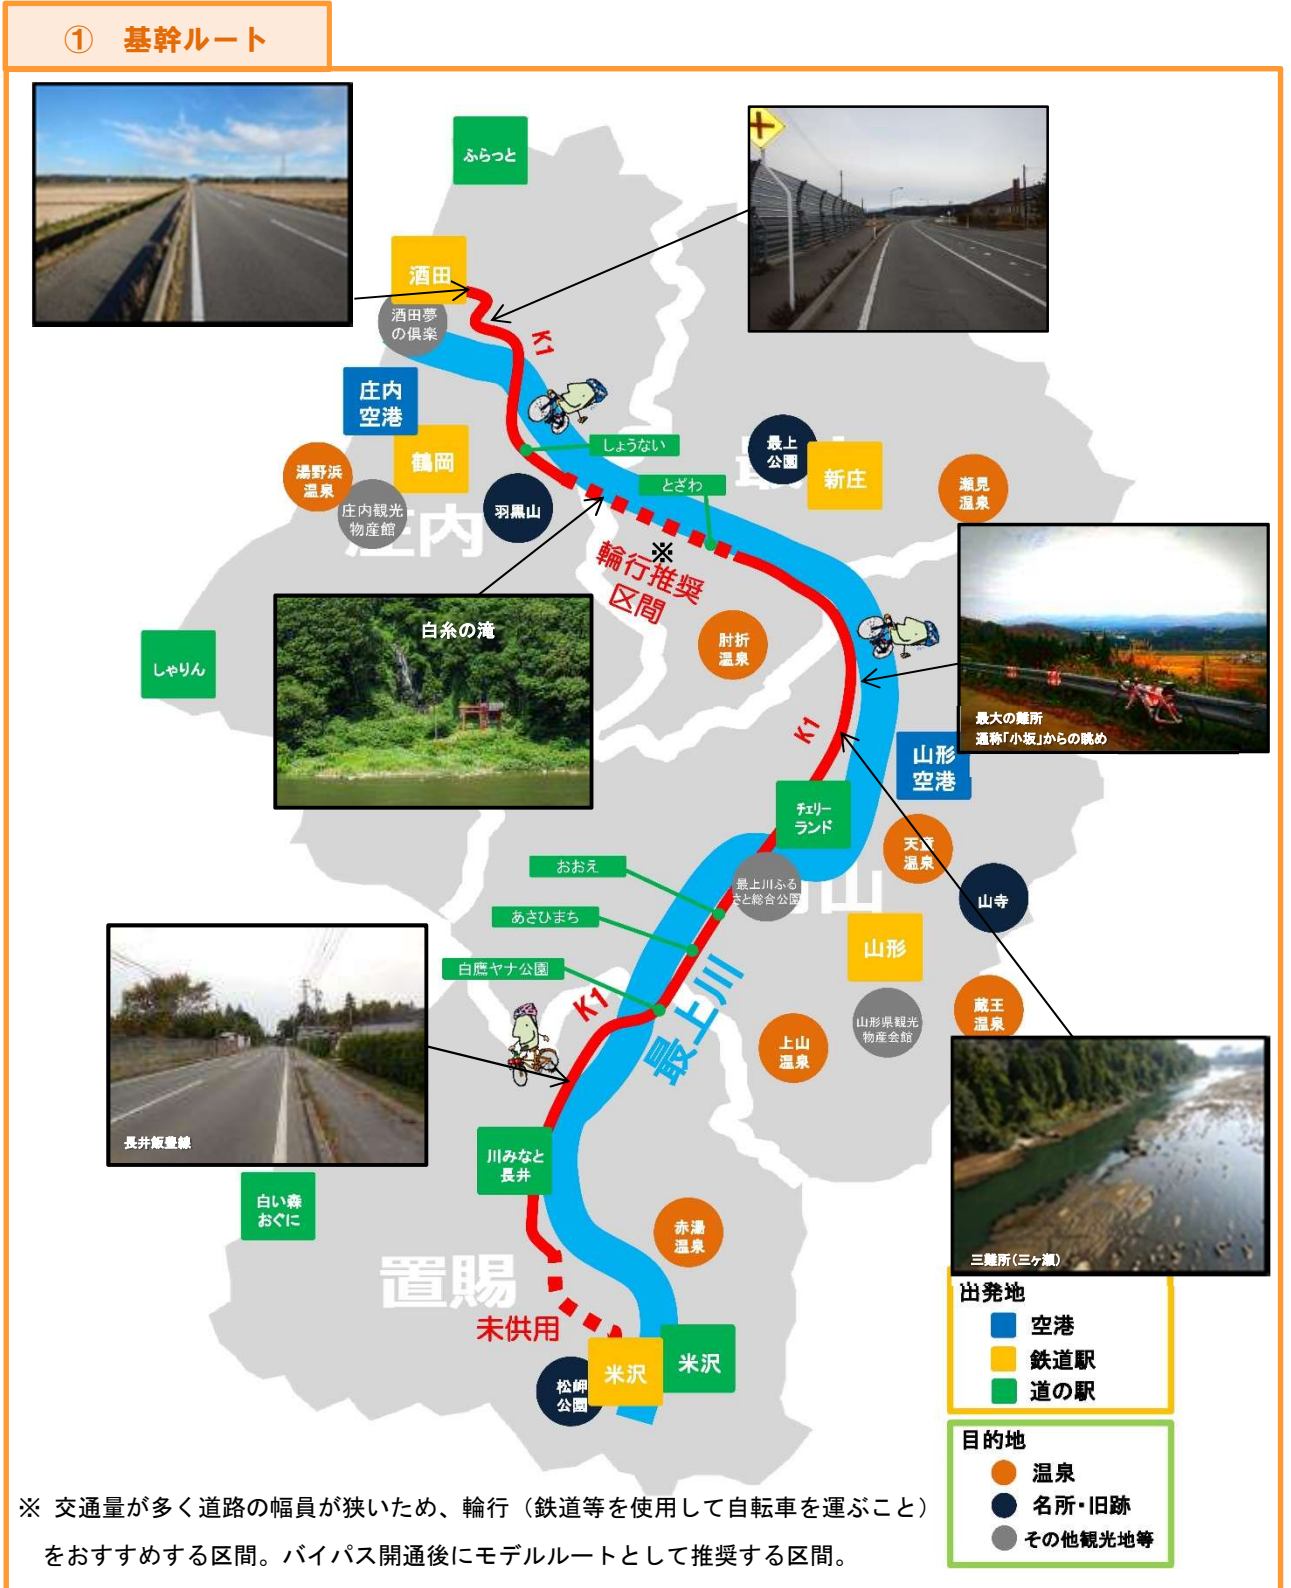 ① 基幹ルート
ふらっと
酒田
酒田夢
の倶楽
K1
庄内
空港
鶴岡
しょうない
最上
公園
新庄
湯野浜
温泉
庄内観光
物産館
羽黒山
とざわ
瀬見
温泉
庄内
※
輪行推奨
区間
白糸の滝
肘折
温泉
しゃりん
最大の難所
通称「小坂」からの眺め
K1
山形
空港
チェリー
ランド
天童
温泉
おおえ
最上川ふる
さと総合公園
山
山寺
あさひまち
山形
白鷹ヤナ公園
K1
最上川
山形県観光
物産会館
蔵王
温泉
上山
温泉
長井飯豊線
川みなと
長井
白い森
おぐに
赤湯
温泉
三難所(三ヶ瀬)
置賜
未供用
米沢
米沢
松岬
公園
出発地
空港
鉄道駅
道の駅
目的地
温泉
名所・旧跡
その他観光地等
※ 交通量が多く道路の幅員が狭いため、輪行（鉄道等を使用して自転車を運ぶこと）
をおすすめする区間。バイパス開通後にモデルルートとして推奨する区間。